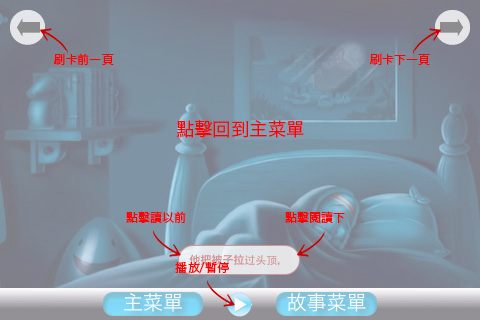 刷卡前一頁
刷卡下一頁
點擊回到主菜單
點擊讀以前
點擊閱讀下
他把被子拉过头顶,
播放/暫停
主菜單
故事菜單